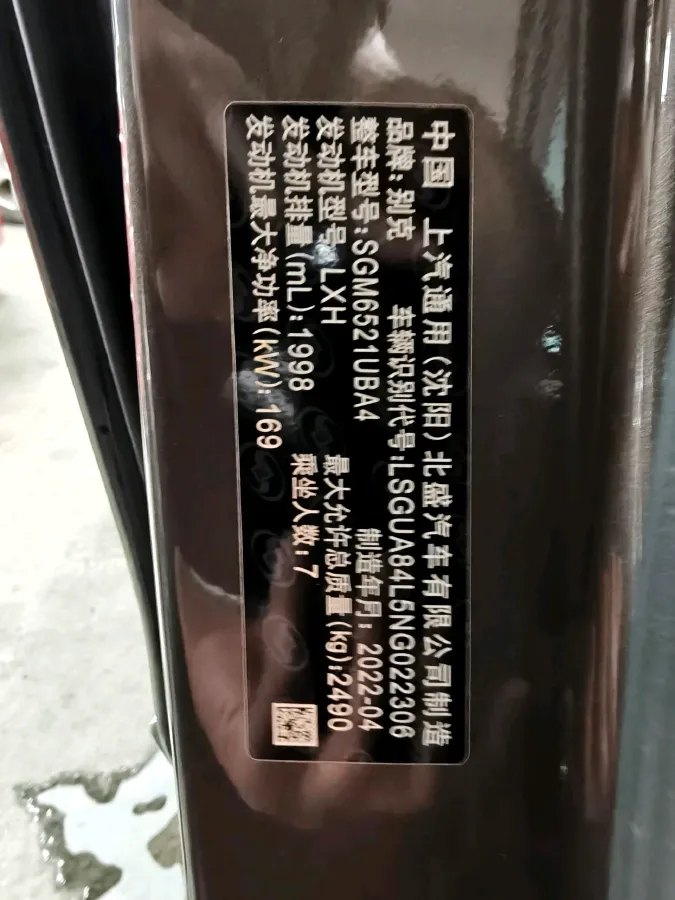 中国 上汽通用(沈阳)北盛汽车有限公司制造
品牌:别克 车辆识别代号:LSGUA84L5NG022306
整车型号:SGM6521UBA4 制造年月: 2022-04
发动机型号:LXH 最大允许总质量(kg):2490
发动机排量(mL):1998 乘坐人数:7
发动机最大净功率(kW):169